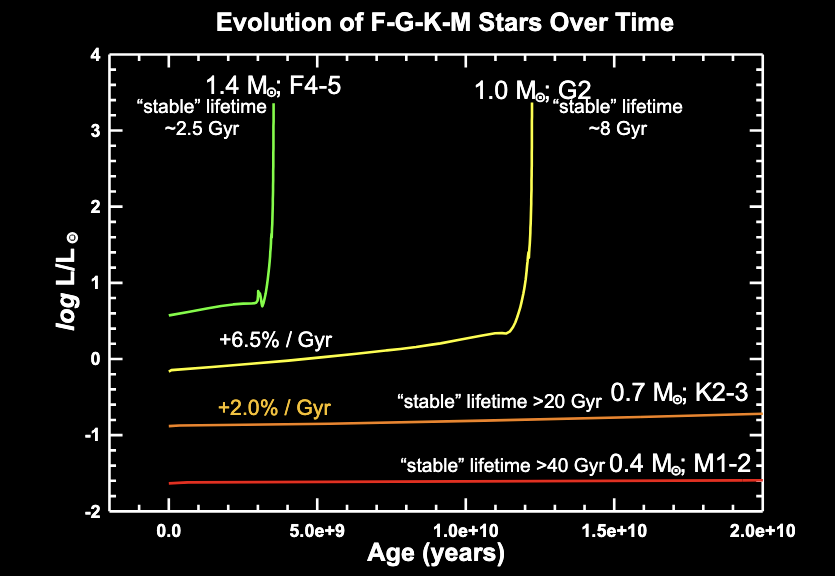 Evolution of F-G-K-M Stars Over Time
4
1.4 M☉; F4-5
1.0 M☉; G2
“stable” lifetime
~2.5 Gyr
“stable” lifetime
~8 Gyr
3
2
log L/L☉
1
+6.5% / Gyr
0
+2.0% / Gyr
“stable” lifetime >20 Gyr
0.7 M☉; K2-3
-1
“stable” lifetime >40 Gyr
0.4 M☉; M1-2
-2
0.0
5.0e+9
1.0e+10
1.5e+10
2.0e+10
Age (years)